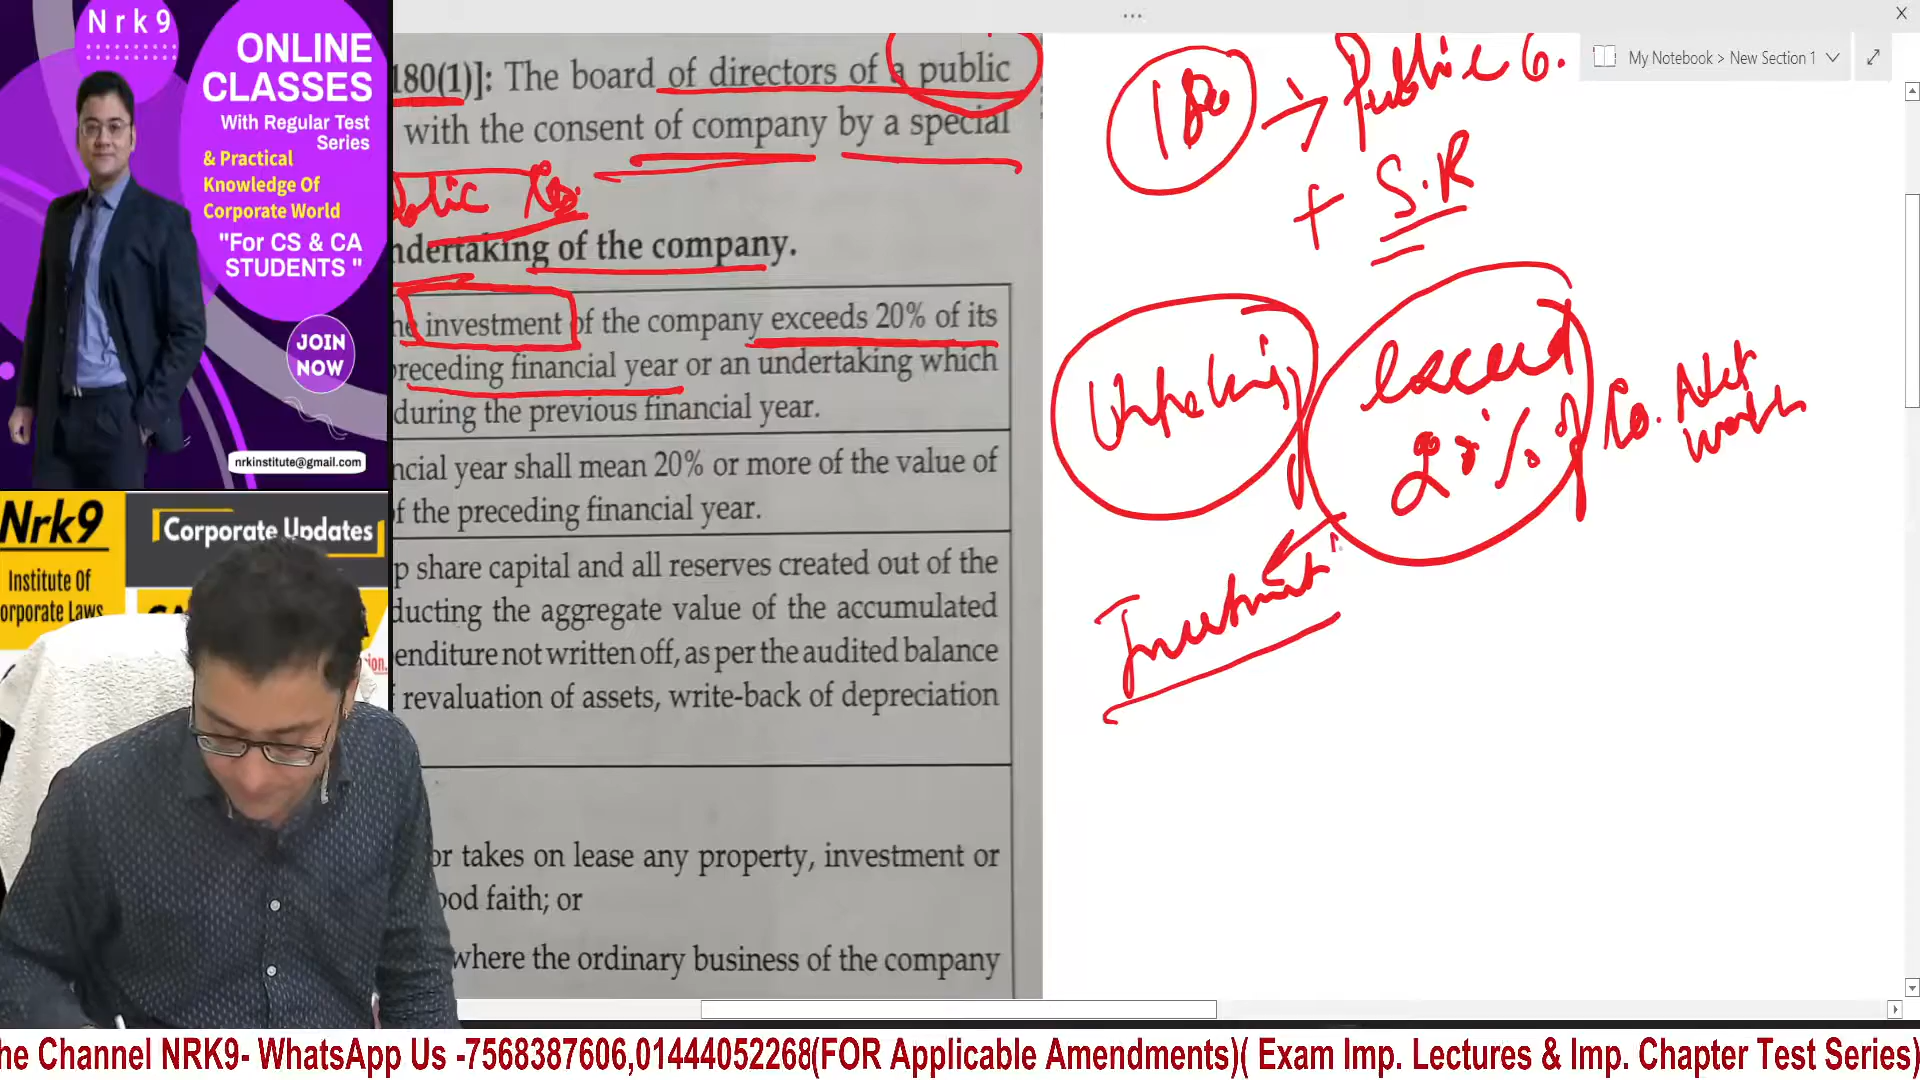 Nrk9
ONLINE
CLASSES
With Regular Test
Series
& Practical
Knowledge Of
Corporate World
"For CS & CA
STUDENTS "
JOIN
NOW
nrkinstitute@gmail.com
Nrk9
Institute Of
orporate Laws
Corporate Updates
180(1)]: The board of directors of a public
with the consent of company by a special
blic Co.
ndertaking of the company.
he investment of the company exceeds 20% of its
receding financial year or an undertaking which
during the previous financial year.
ncial year shall mean 20% or more of the value of
f the preceding financial year.
p share capital and all reserves created out of the
ducting the aggregate value of the accumulated
enditure not written off, as per the audited balance
f revaluation of assets, write-back of depreciation
or takes on lease any property, investment or
ood faith; or
where the ordinary business of the company
My Notebook > New Section 1
180 → Public Co.
+ S.R
exceed
20% of Co. Net
worth
Investment
he Channel NRK9- WhatsApp Us -7568387606,01444052268(FOR Applicable Amendments)( Exam Imp. Lectures & Imp. Chapter Test Series)